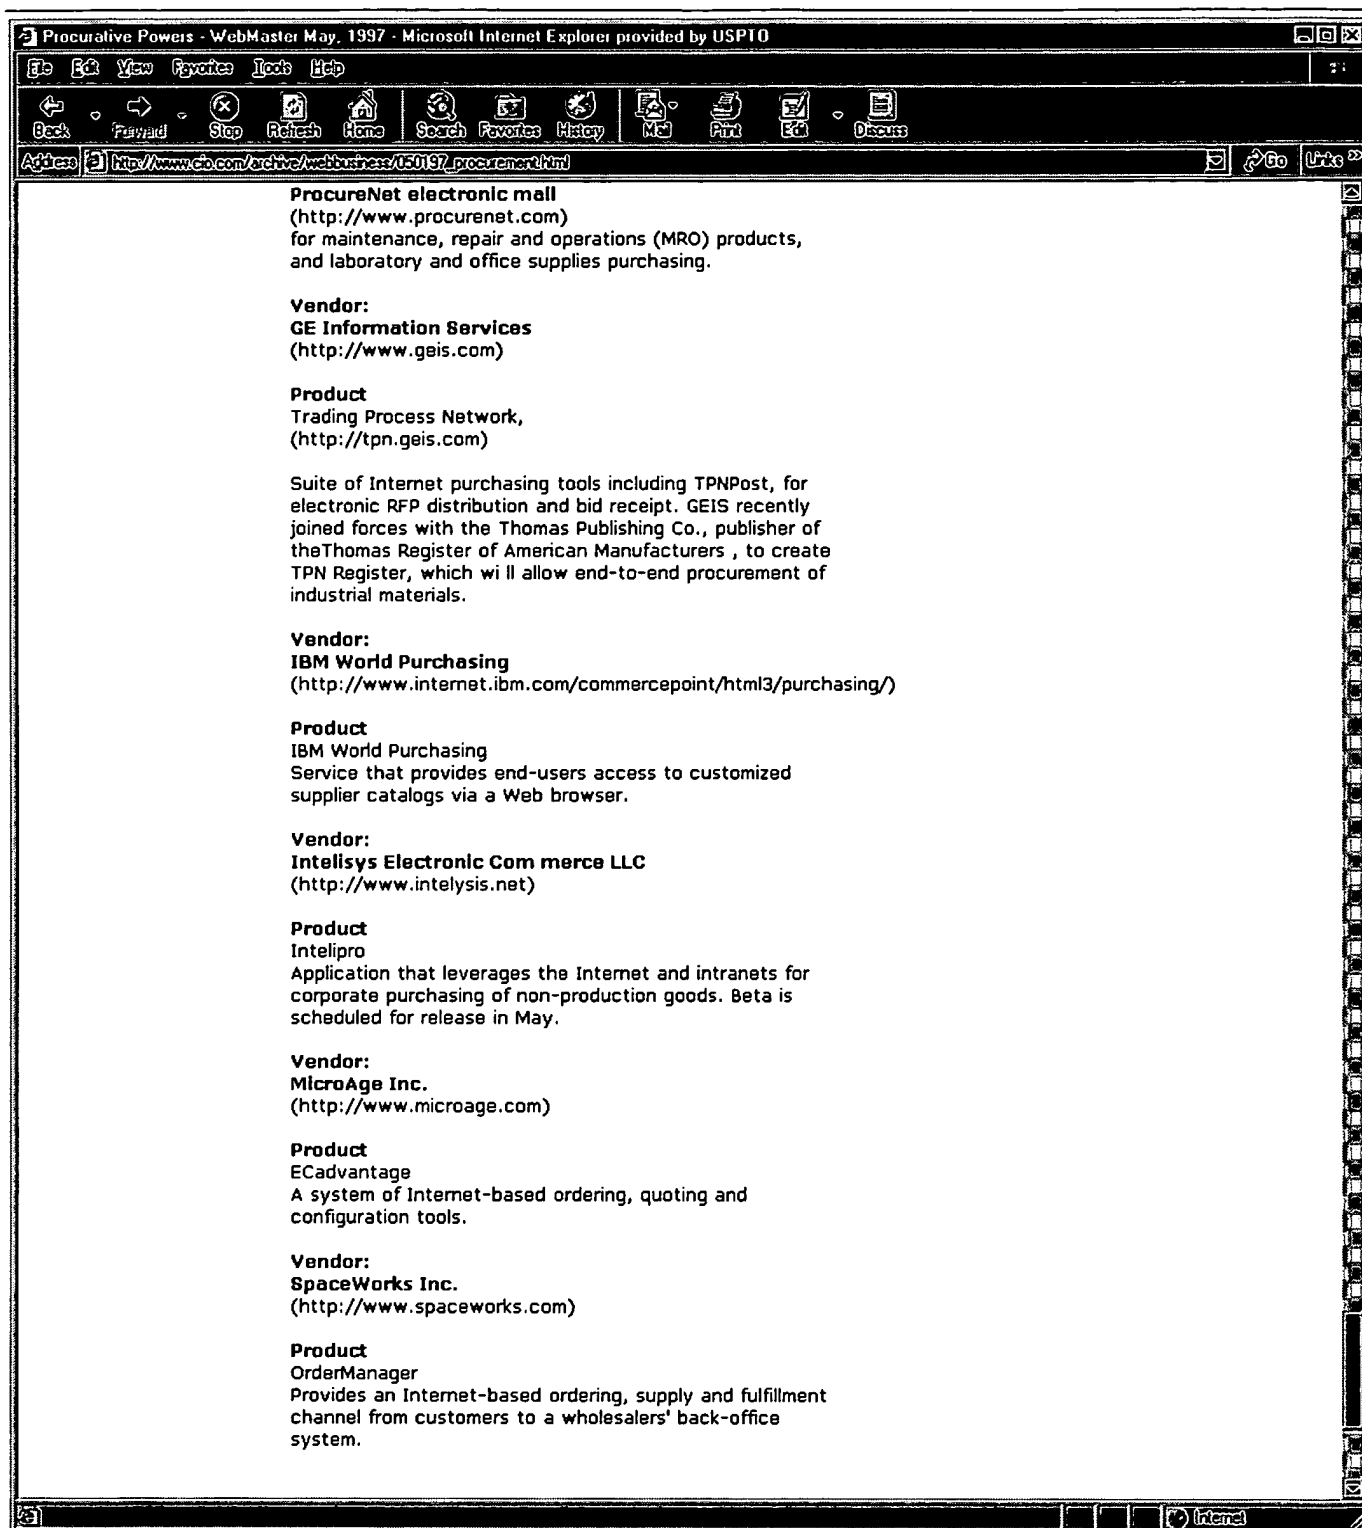 Procurative Powers - WebMaster May, 1997 - Microsoft Internet Explorer provided by USPTO
File Edit View Favorites Tools Help
Back Forward Stop Refresh Home Search Favorites History Mail Print Edit Discuss
Address http://www.cio.com/archive/webbusiness/050197_procurement.html Go Links »
ProcureNet electronic mall
(http://www.procurenet.com)
for maintenance, repair and operations (MRO) products,
and laboratory and office supplies purchasing.
Vendor:
GE Information Services
(http://www.geis.com)
Product
Trading Process Network,
(http://tpn.geis.com)
Suite of Internet purchasing tools including TPNPost, for
electronic RFP distribution and bid receipt. GEIS recently
joined forces with the Thomas Publishing Co., publisher of
theThomas Register of American Manufacturers , to create
TPN Register, which wi ll allow end-to-end procurement of
industrial materials.
Vendor:
IBM World Purchasing
(http://www.internet.ibm.com/commercepoint/html3/purchasing/)
Product
IBM World Purchasing
Service that provides end-users access to customized
supplier catalogs via a Web browser.
Vendor:
Intelisys Electronic Com merce LLC
(http://www.intelysis.net)
Product
Intelipro
Application that leverages the Internet and intranets for
corporate purchasing of non-production goods. Beta is
scheduled for release in May.
Vendor:
MicroAge Inc.
(http://www.microage.com)
Product
ECadvantage
A system of Internet-based ordering, quoting and
configuration tools.
Vendor:
SpaceWorks Inc.
(http://www.spaceworks.com)
Product
OrderManager
Provides an Internet-based ordering, supply and fulfillment
channel from customers to a wholesalers' back-office
system.
Internet